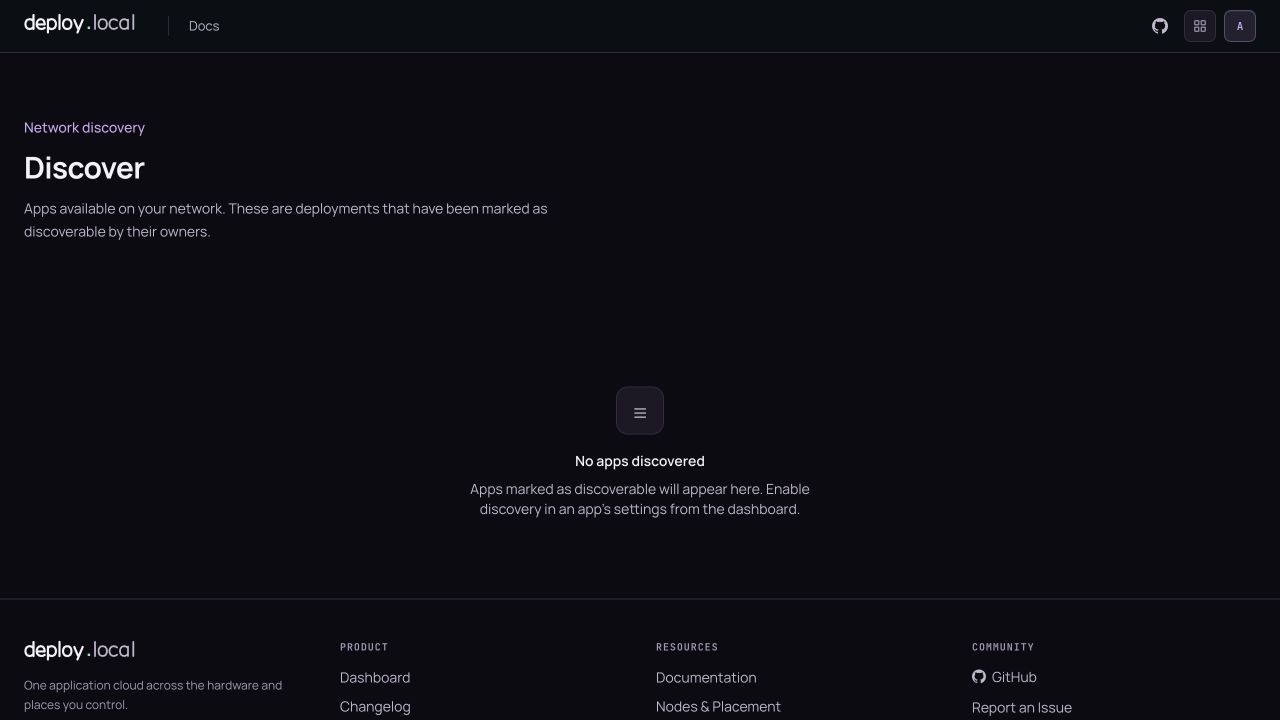 deploy.local
Docs
A
Network discovery
Discover
Apps available on your network. These are deployments that have been marked as
discoverable by their owners.
No apps discovered
Apps marked as discoverable will appear here. Enable
discovery in an app's settings from the dashboard.
deploy.local
One application cloud across the hardware and
places you control.
PRODUCT
Dashboard
Changelog
RESOURCES
Documentation
Nodes & Placement
COMMUNITY
GitHub
Report an Issue